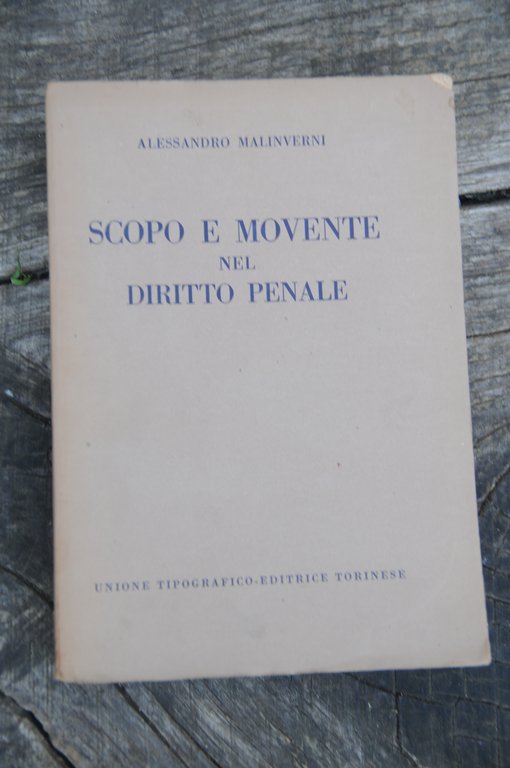 ALESSANDRO MALINVERNI
SCOPO E MOVENTE
NEL
DIRITTO PENALE
UNIONE TIPOGRAFICO-EDITRICE TORINESE